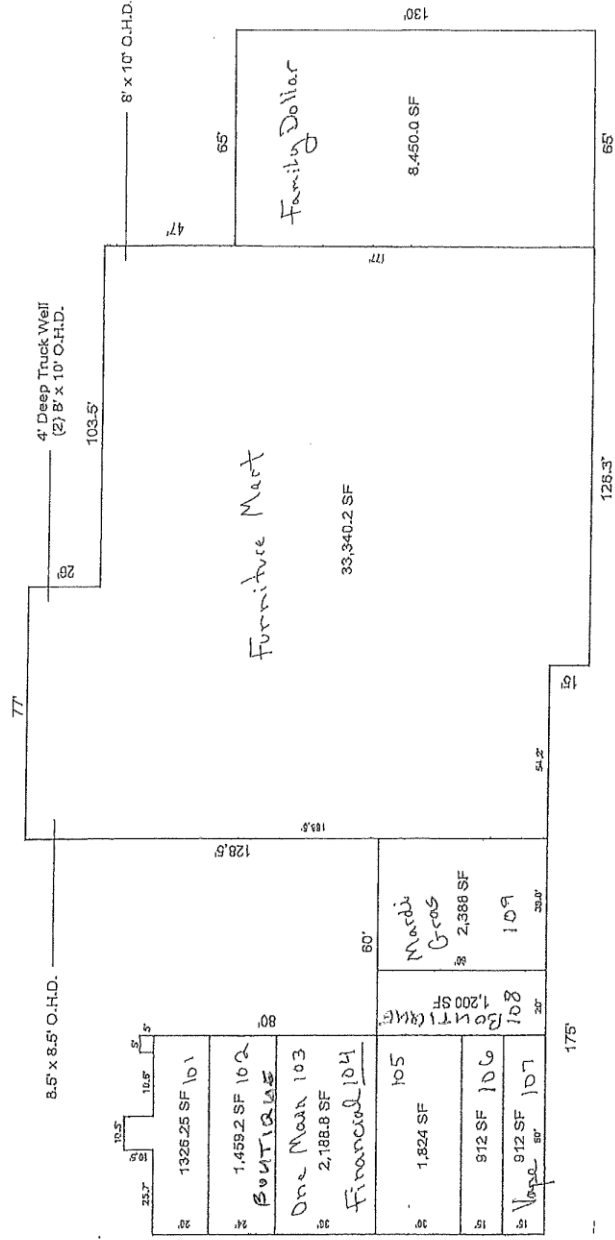 8' x 10' O.H.D.
4' Deep Truck Well
(2) 8' x 10' O.H.D.
8.5' x 8.5' O.H.D.
77'
26'
103.5'
47'
65'
130'
Family Dollar
8,450.0 SF
65'
177'
Furniture Mart
33,340.2 SF
126.3'
15'
54.2'
128.5'
60'
Mardi
Gras
2,388 SF
109
39.0'
BOUTIQUE
1,200 SF
108
20'
175'
80'
5'
5'
10.5'
10.5'
10.5'
25.7'
1326.25 SF 101
20'
1,459.2 SF 102
BOUTIQUE
24'
One Main 103
2,188.8 SF
Financial 104
105
1,824 SF
30'
912 SF 106
15'
912 SF 107
Vape
15'